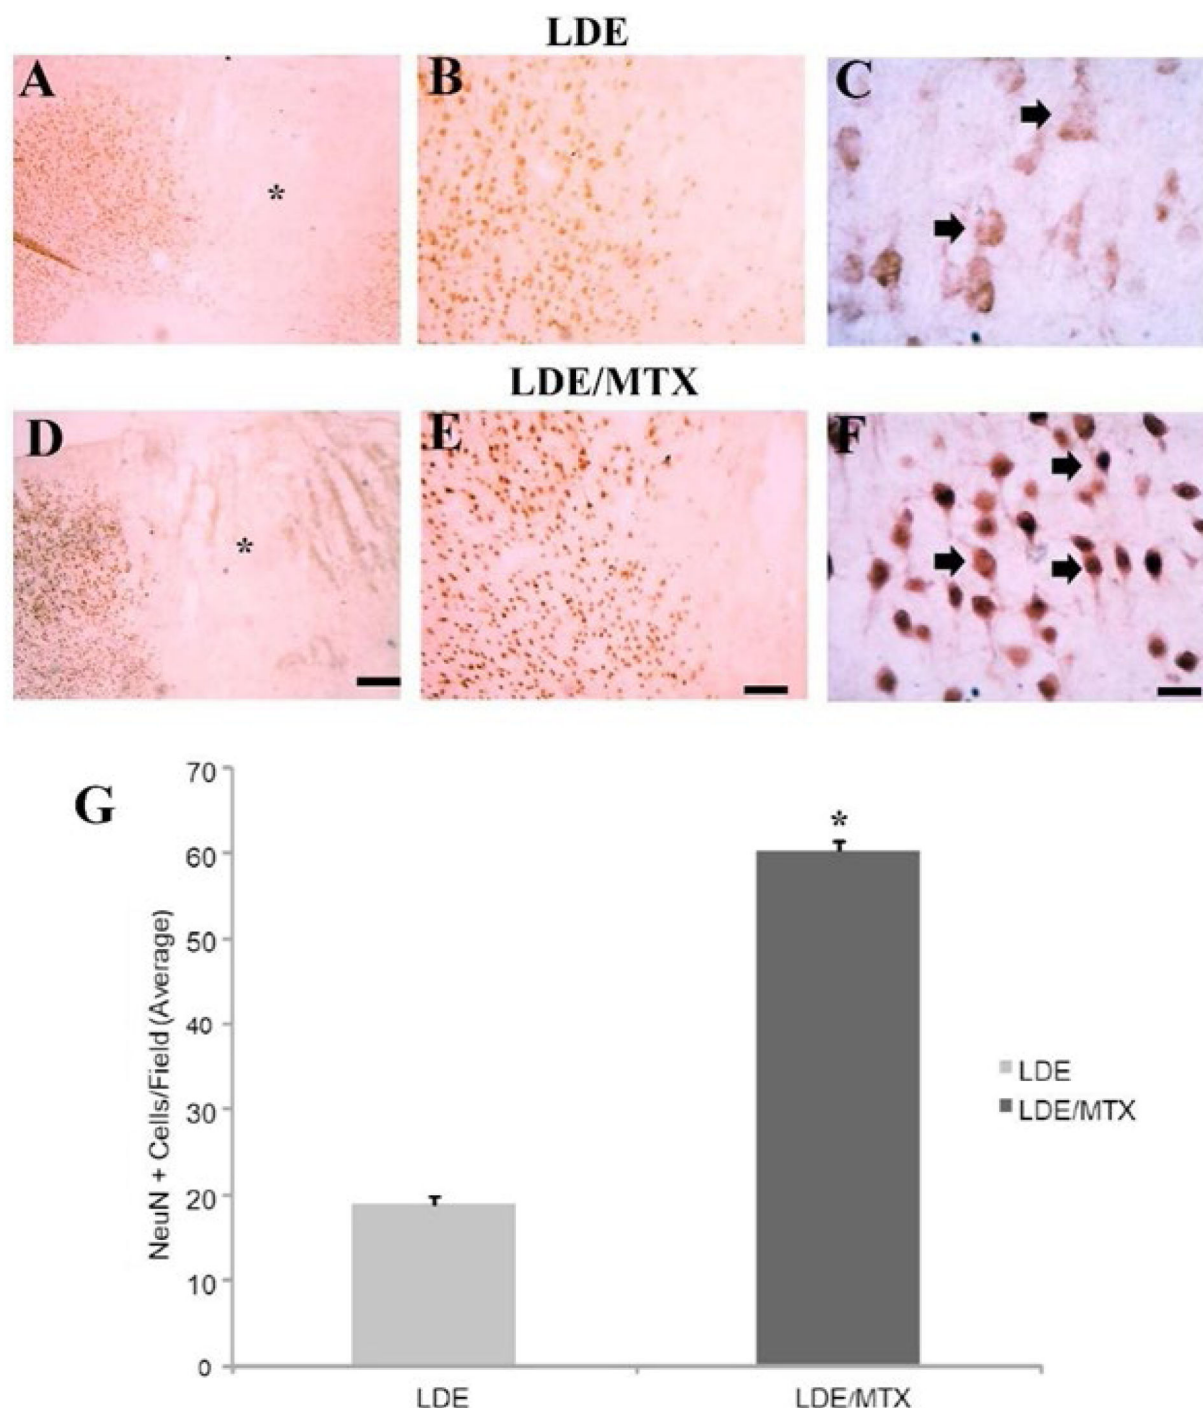 LDE
A
B
C
*
LDE/MTX
D
E
F
*
G
NeuN + Cells/Field (Average)
70
60
50
40
30
20
10
0
*
LDE
LDE/MTX
LDE
LDE/MTX